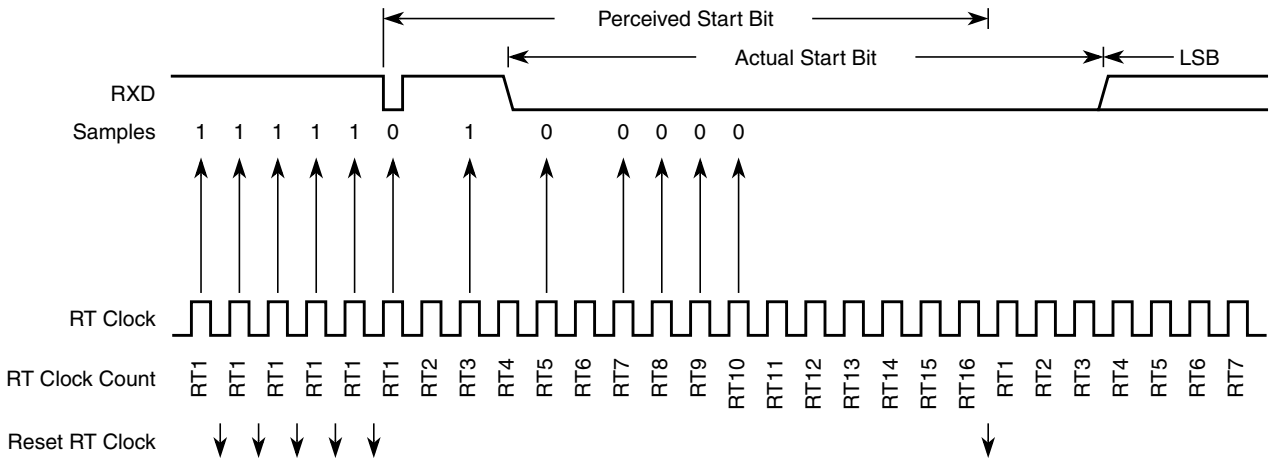 Perceived Start Bit
Actual Start Bit
LSB
RXD
Samples 1 1 1 1 1 0 1 0 0 0 0 0
RT Clock
RT Clock Count RT1 RT1 RT1 RT1 RT1 RT1 RT2 RT3 RT4 RT5 RT6 RT7 RT8 RT9 RT10 RT11 RT12 RT13 RT14 RT15 RT16 RT1 RT2 RT3 RT4 RT5 RT6 RT7
Reset RT Clock